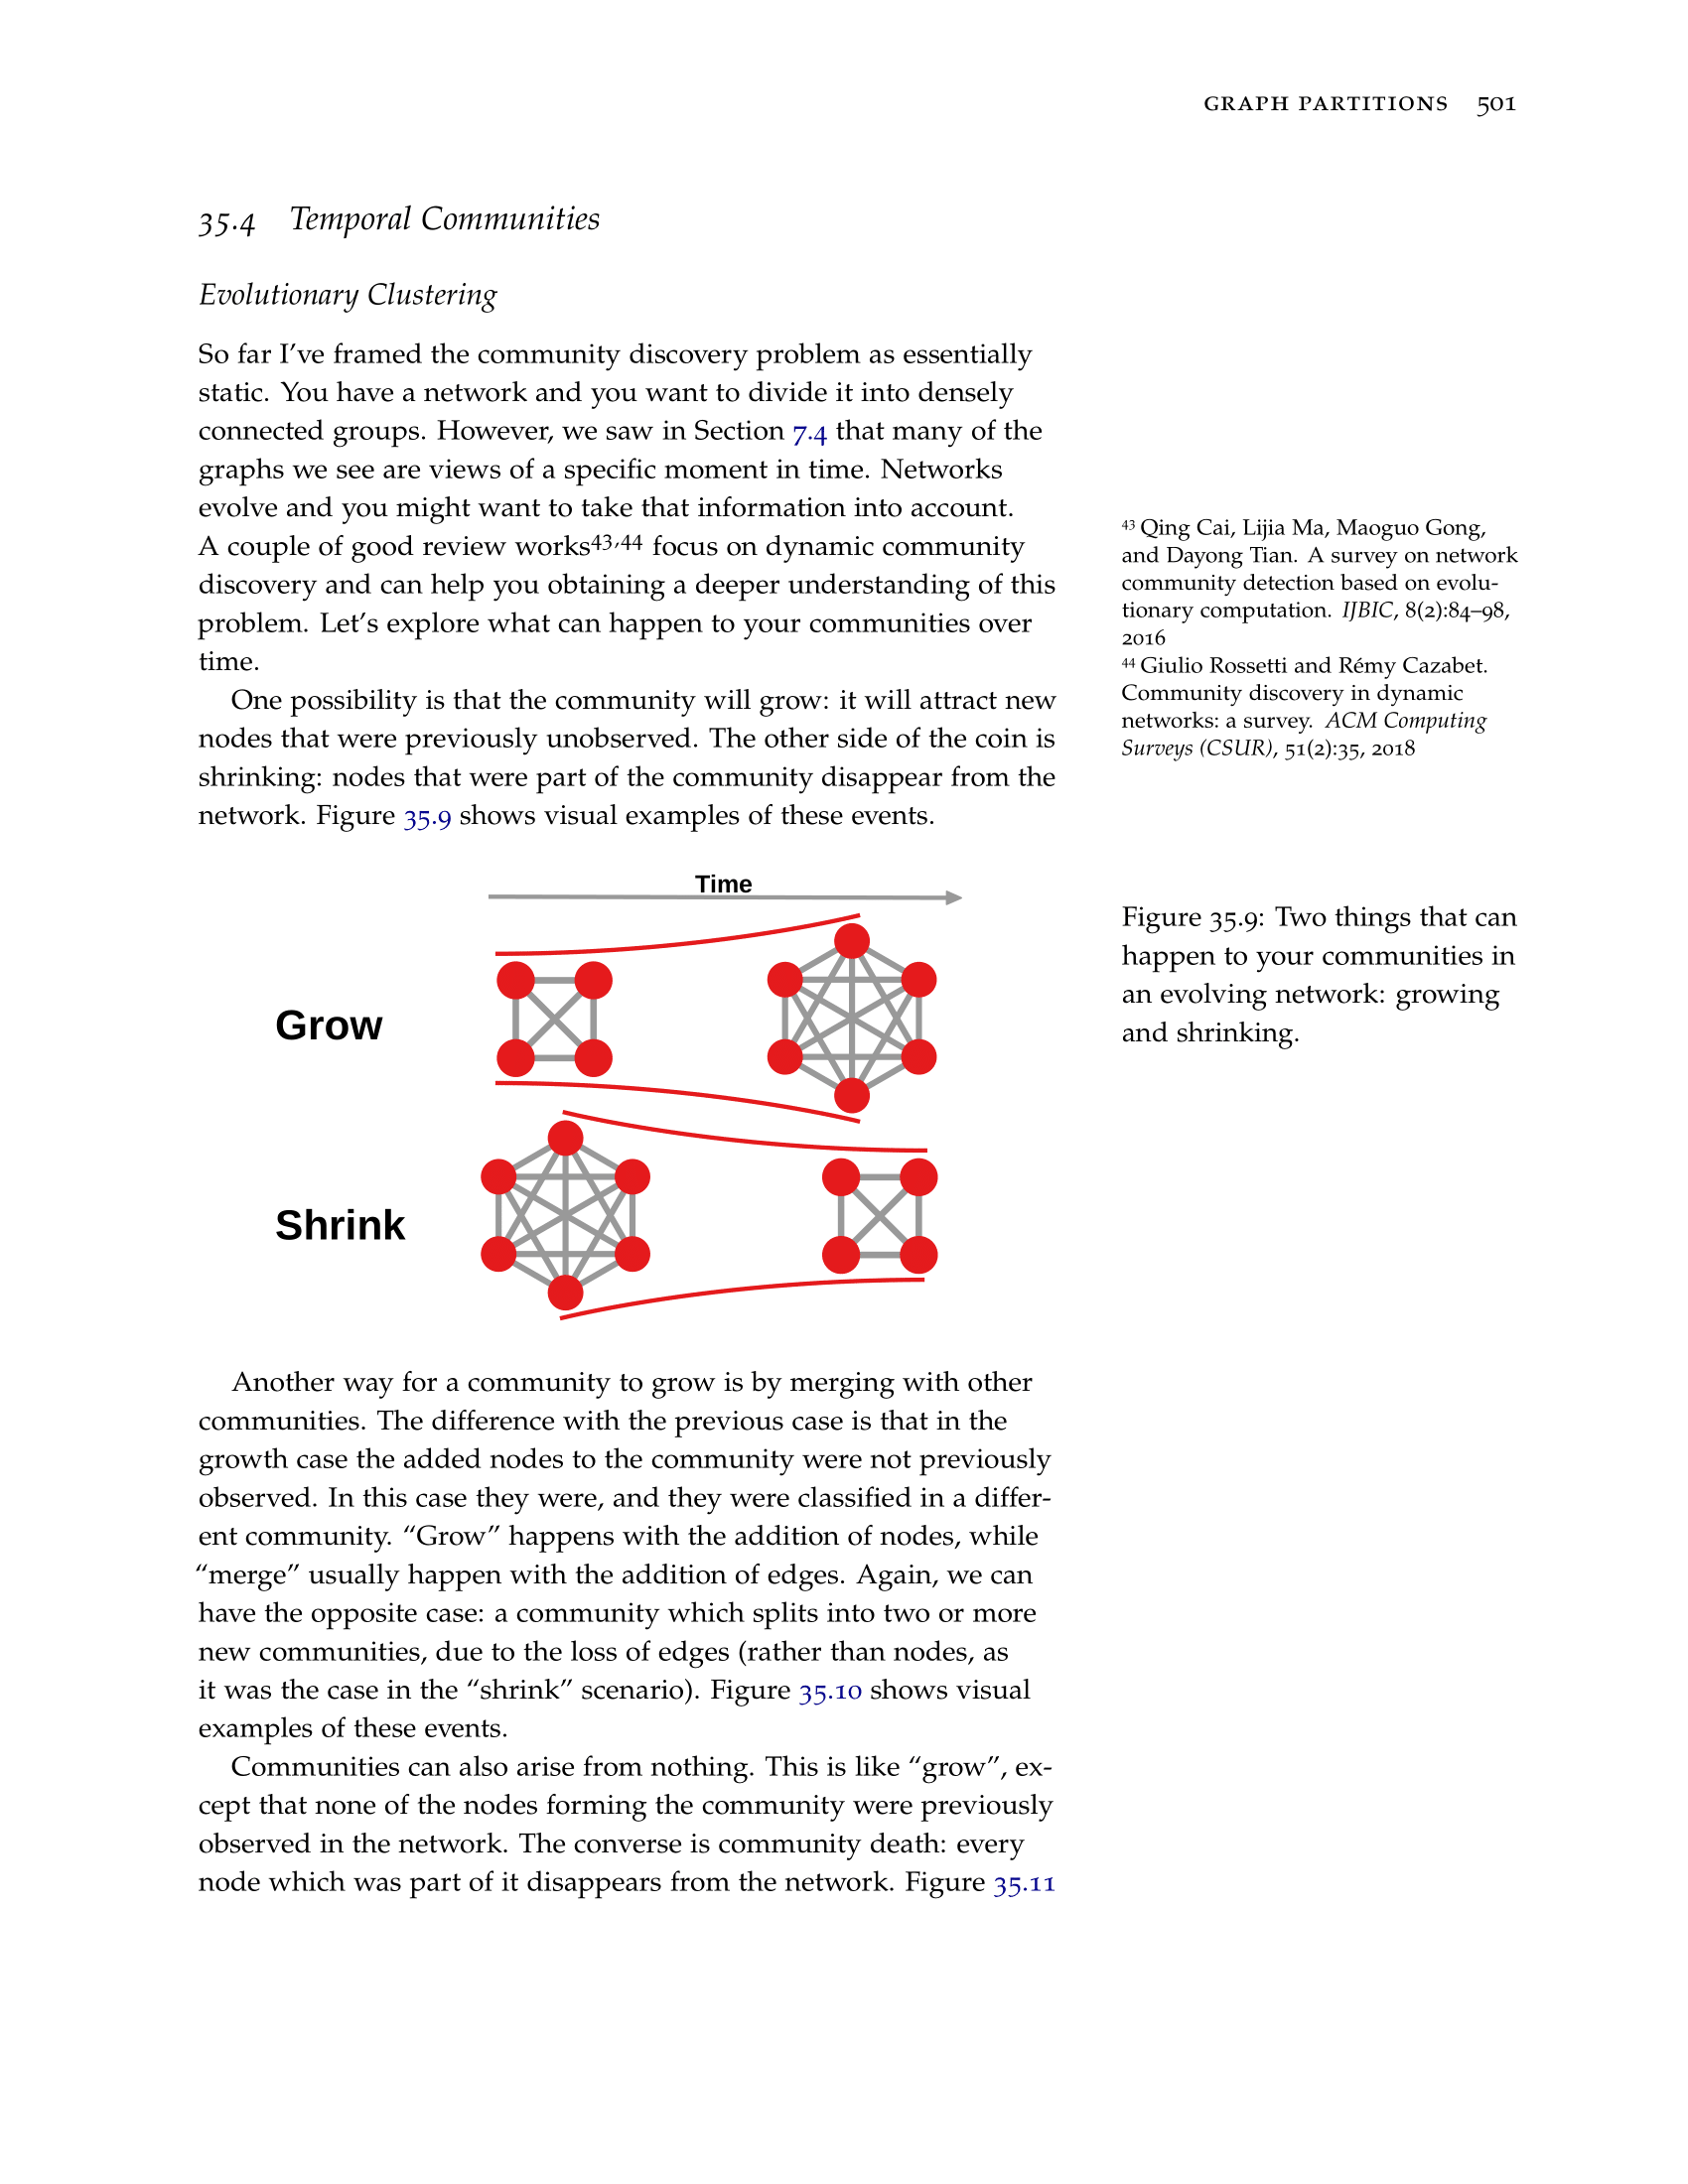 GRAPH PARTITIONS 501
35.4 Temporal Communities
Evolutionary Clustering
So far I've framed the community discovery problem as essentially
static. You have a network and you want to divide it into densely
connected groups. However, we saw in Section 7.4 that many of the
graphs we see are views of a specific moment in time. Networks
evolve and you might want to take that information into account.
A couple of good review works43,44 focus on dynamic community
discovery and can help you obtaining a deeper understanding of this
problem. Let's explore what can happen to your communities over
time.
One possibility is that the community will grow: it will attract new
nodes that were previously unobserved. The other side of the coin is
shrinking: nodes that were part of the community disappear from the
network. Figure 35.9 shows visual examples of these events.
43 Qing Cai, Lijia Ma, Maoguo Gong,
and Dayong Tian. A survey on network
community detection based on evolu-
tionary computation. IJBIC, 8(2):84–98,
2016
44 Giulio Rossetti and Rémy Cazabet.
Community discovery in dynamic
networks: a survey. ACM Computing
Surveys (CSUR), 51(2):35, 2018
Time
Grow
Shrink
Figure 35.9: Two things that can
happen to your communities in
an evolving network: growing
and shrinking.
Another way for a community to grow is by merging with other
communities. The difference with the previous case is that in the
growth case the added nodes to the community were not previously
observed. In this case they were, and they were classified in a differ-
ent community. “Grow” happens with the addition of nodes, while
“merge” usually happen with the addition of edges. Again, we can
have the opposite case: a community which splits into two or more
new communities, due to the loss of edges (rather than nodes, as
it was the case in the “shrink” scenario). Figure 35.10 shows visual
examples of these events.
Communities can also arise from nothing. This is like “grow”, ex-
cept that none of the nodes forming the community were previously
observed in the network. The converse is community death: every
node which was part of it disappears from the network. Figure 35.11